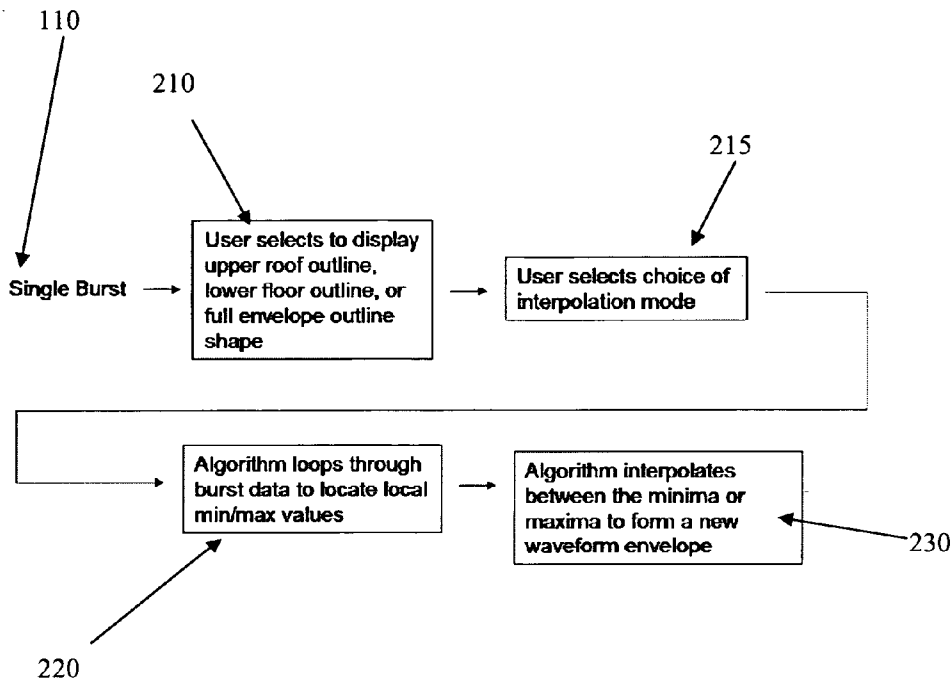 110
210
215
Single Burst
User selects to display
upper roof outline,
lower floor outline, or
full envelope outline
shape
User selects choice of
interpolation mode
Algorithm loops through
burst data to locate local
min/max values
Algorithm interpolates
between the minima or
maxima to form a new
waveform envelope
230
220